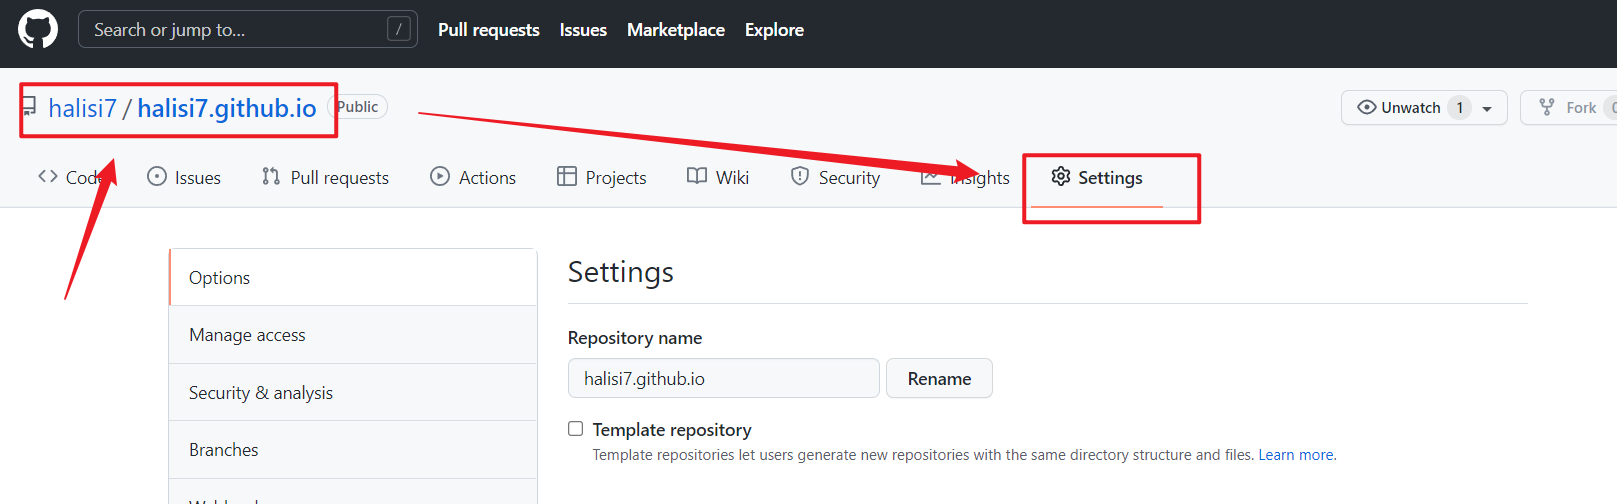 Search or jump to... / Pull requests Issues Marketplace Explore
halisi7 / halisi7.github.io Public Unwatch 1 Fork
Code Issues Pull requests Actions Projects Wiki Security Insights Settings
Options
Manage access
Security & analysis
Branches
Settings
Repository name
halisi7.github.io Rename
Template repository
Template repositories let users generate new repositories with the same directory structure and files. Learn more.